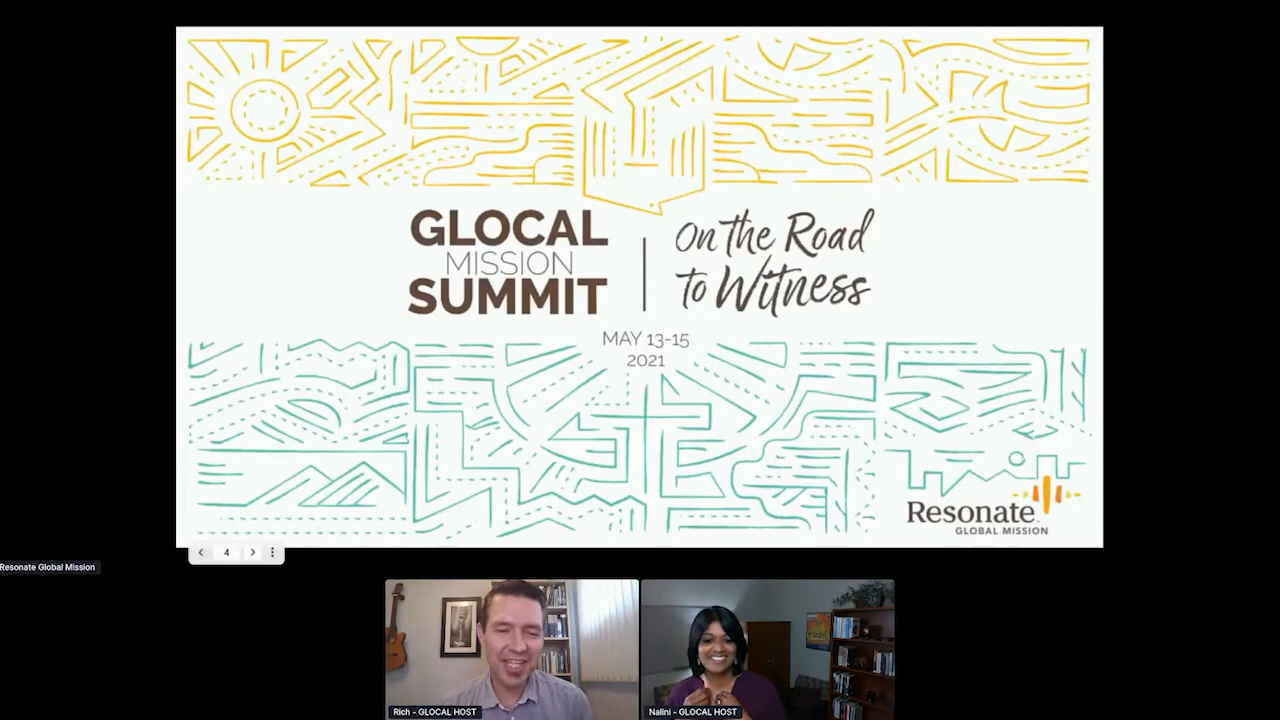 GLOCAL
MISSION
SUMMIT
On the Road
to Witness
MAY 13-15
2021
Resonate
GLOBAL MISSION
4
Resonate Global Mission
Rich - GLOCAL HOST
Nalini - GLOCAL HOST